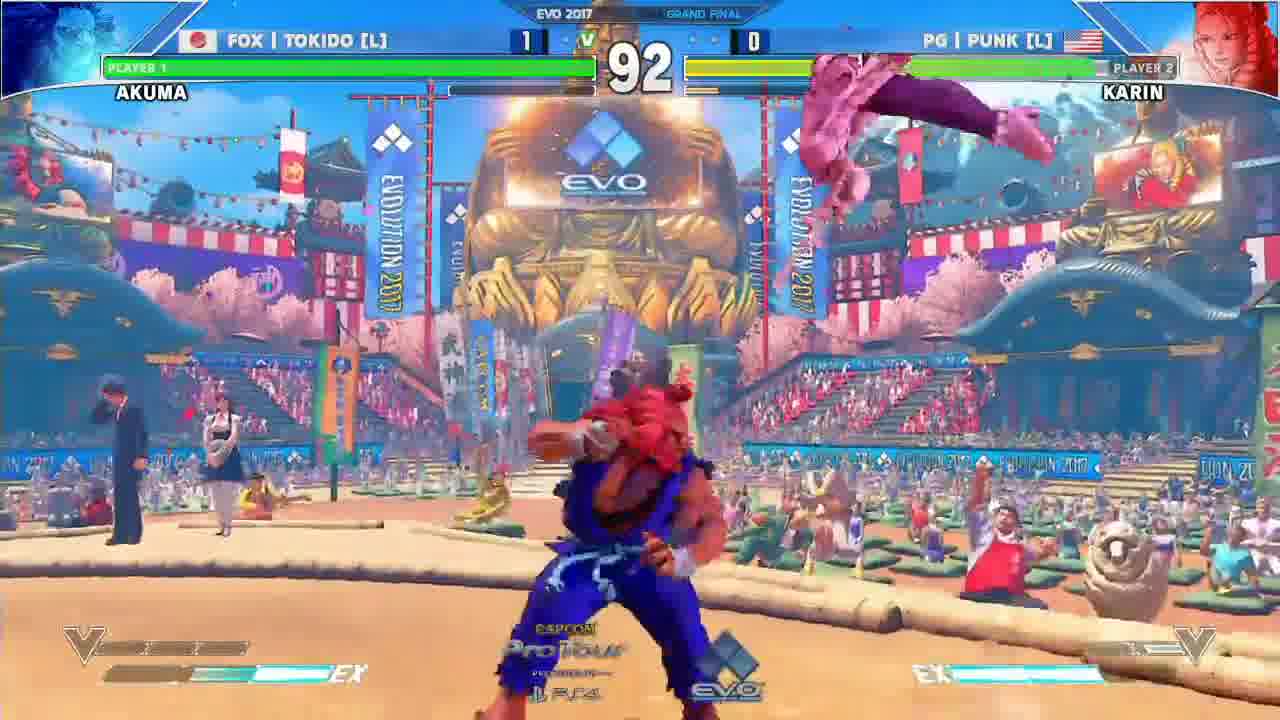 EVO 2017 GRAND FINAL
FOX | TOKIDO [L] 1 V 0 PG | PUNK [L]
PLAYER 1 92 PLAYER 2
AKUMA KARIN
EVO
EVOLUTION 2017
EVOLUTION 2017
V V
EX EX
CAPCOM
Pro Tour
PS4
EVO